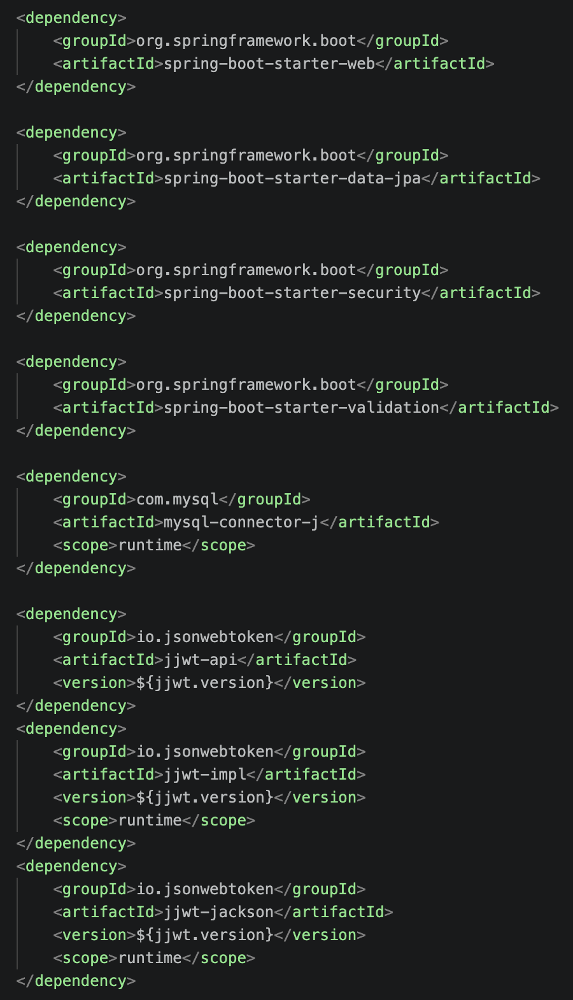 <dependency>
    <groupId>org.springframework.boot</groupId>
    <artifactId>spring-boot-starter-web</artifactId>
</dependency>

<dependency>
    <groupId>org.springframework.boot</groupId>
    <artifactId>spring-boot-starter-data-jpa</artifactId>
</dependency>

<dependency>
    <groupId>org.springframework.boot</groupId>
    <artifactId>spring-boot-starter-security</artifactId>
</dependency>

<dependency>
    <groupId>org.springframework.boot</groupId>
    <artifactId>spring-boot-starter-validation</artifactId>
</dependency>

<dependency>
    <groupId>com.mysql</groupId>
    <artifactId>mysql-connector-j</artifactId>
    <scope>runtime</scope>
</dependency>

<dependency>
    <groupId>io.jsonwebtoken</groupId>
    <artifactId>jjwt-api</artifactId>
    <version>${jjwt.version}</version>
</dependency>
<dependency>
    <groupId>io.jsonwebtoken</groupId>
    <artifactId>jjwt-impl</artifactId>
    <version>${jjwt.version}</version>
    <scope>runtime</scope>
</dependency>
<dependency>
    <groupId>io.jsonwebtoken</groupId>
    <artifactId>jjwt-jackson</artifactId>
    <version>${jjwt.version}</version>
    <scope>runtime</scope>
</dependency>